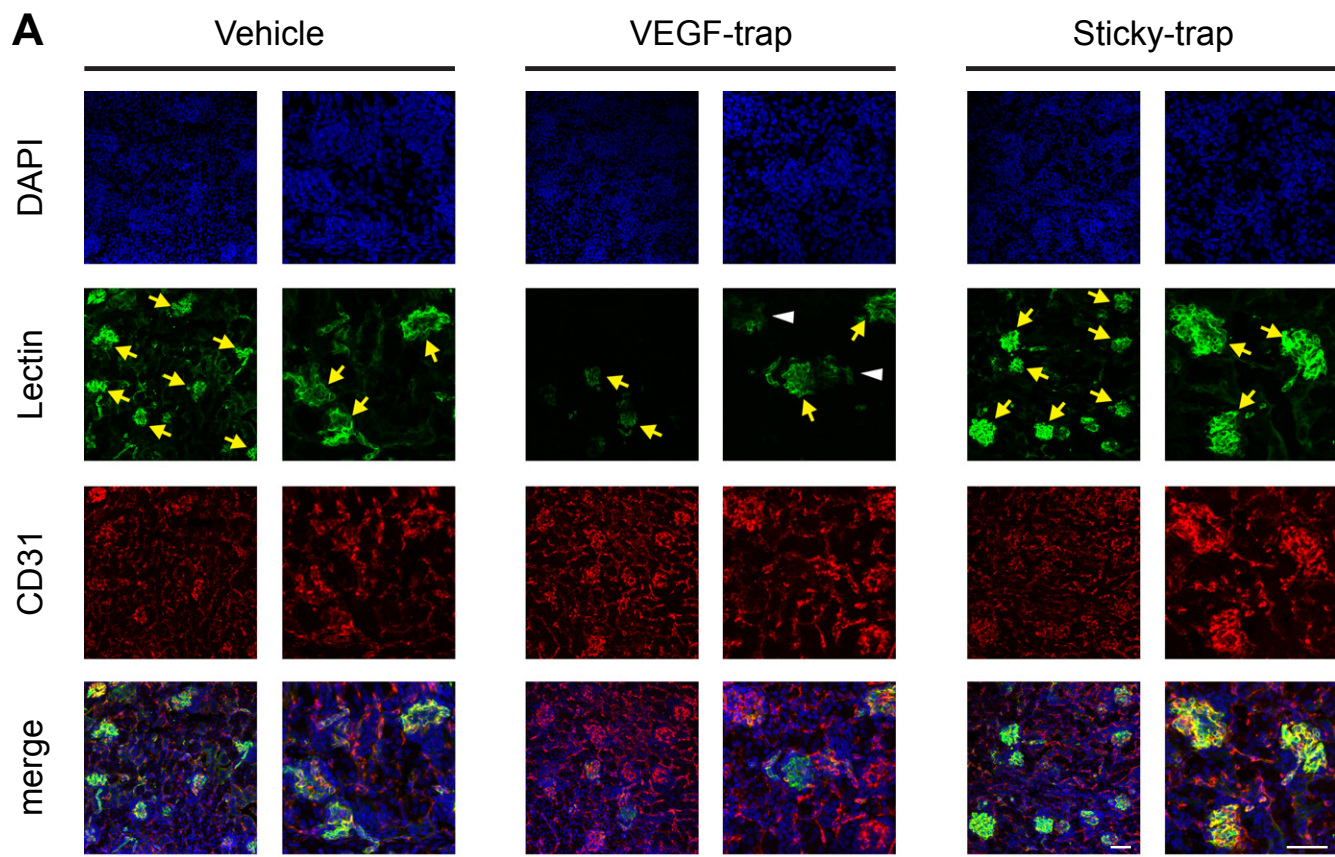 A
Vehicle VEGF-trap Sticky-trap
DAPI
Lectin
CD31
merge